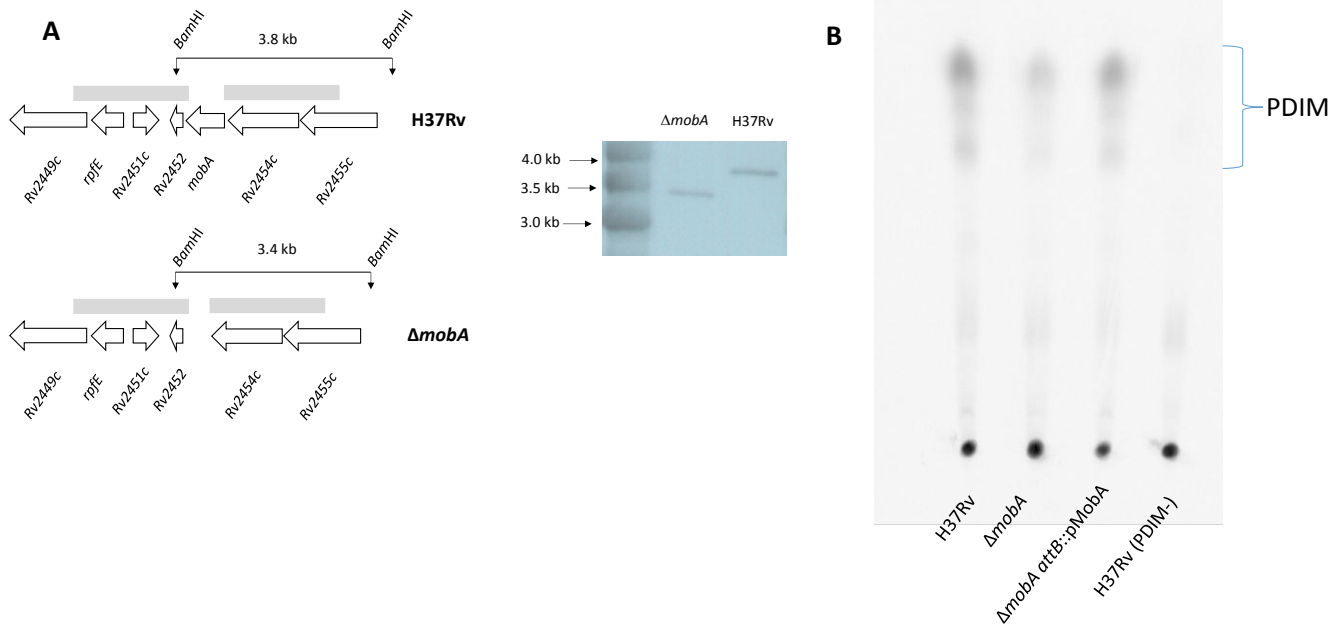 A
BamHI
3.8 kb
BamHI
H37Rv
Rv2449c
rpfE
Rv2451c
Rv2452
mobA
Rv2454c
Rv2455c
BamHI
3.4 kb
BamHI
ΔmobA
Rv2449c
rpfE
Rv2451c
Rv2452
Rv2454c
Rv2455c
ΔmobA H37Rv
4.0 kb
3.5 kb
3.0 kb
B
PDIM
H37Rv
ΔmobA
ΔmobA attB::pMobA
H37Rv (PDIM-)